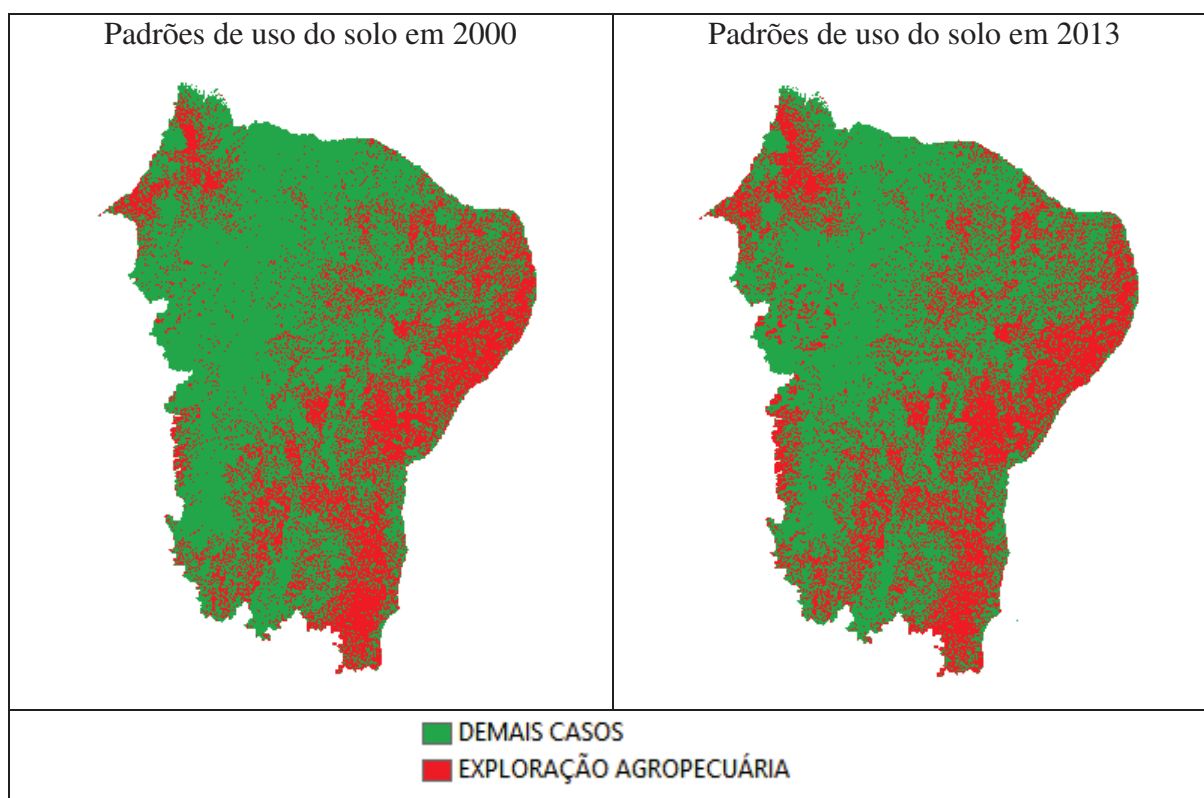 Padrões de uso do solo em 2000
Padrões de uso do solo em 2013
DEMAIS CASOS
EXPLORAÇÃO AGROPECUÁRIA